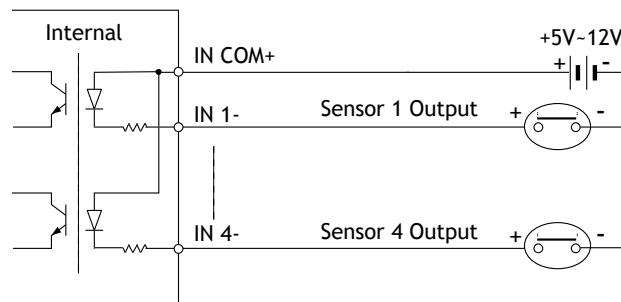 Internal
+5V~12V
IN COM+
+ -
IN 1-
Sensor 1 Output
+ -
IN 4-
Sensor 4 Output
+ -